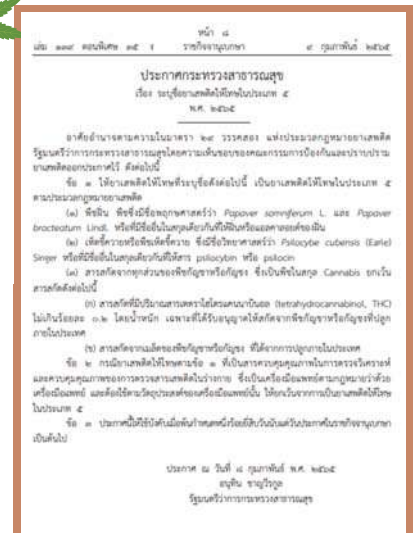 หน้า ๘
เล่ม ๑๓๙ ตอนพิเศษ ๓๕ ง ราชกิจจานุเบกษา ๙ กุมภาพันธ์ ๒๕๖๕
ประกาศกระทรวงสาธารณสุข
เรื่อง ระบุชื่อยาเสพติดให้โทษในประเภท ๕
พ.ศ. ๒๕๖๕
อาศัยอำนาจตามความในมาตรา ๒๙ วรรคสอง แห่งประมวลกฎหมายยาเสพติด
รัฐมนตรีว่าการกระทรวงสาธารณสุขโดยความเห็นชอบของคณะกรรมการป้องกันและปราบปราม
ยาเสพติดออกประกาศไว้ ดังต่อไปนี้
ข้อ ๑ ให้ยาเสพติดให้โทษที่ระบุชื่อดังต่อไปนี้ เป็นยาเสพติดให้โทษในประเภท ๕
ตามประมวลกฎหมายยาเสพติด
(๑) พืชฝิ่น พืชซึ่งมีชื่อพฤกษศาสตร์ว่า Papaver somniferum L. และ Papaver
bracteatum Lindl. หรือที่มีชื่ออื่นในสกุลเดียวกันที่ให้ฝิ่นหรือแอลคาลอยด์ของฝิ่น
(๒) เห็ดขี้ควายหรือพืชเห็ดขี้ควาย ซึ่งมีชื่อวิทยาศาสตร์ว่า Psilocybe cubensis (Earle)
Singer หรือที่มีชื่ออื่นในสกุลเดียวกันที่ให้สาร psilocybin หรือ psilocin
(๓) สารสกัดจากทุกส่วนของพืชกัญชาหรือกัญชง ซึ่งเป็นพืชในสกุล Cannabis ยกเว้น
สารสกัดดังต่อไปนี้
(ก) สารสกัดที่มีปริมาณสารเตตราไฮโดรแคนนาบินอล (tetrahydrocannabinol, THC)
ไม่เกินร้อยละ ๐.๒ โดยน้ำหนัก เฉพาะที่ได้รับอนุญาตให้สกัดจากพืชกัญชาหรือกัญชงที่ปลูก
ภายในประเทศ
(ข) สารสกัดจากเมล็ดของพืชกัญชาหรือกัญชง ที่ได้จากการปลูกภายในประเทศ
ข้อ ๒ กรณียาเสพติดให้โทษตามข้อ ๑ ที่เป็นสารควบคุมคุณภาพในการตรวจวิเคราะห์
และควบคุมคุณภาพของการตรวจสารเสพติดในร่างกาย ซึ่งเป็นเครื่องมือแพทย์ตามกฎหมายว่าด้วย
เครื่องมือแพทย์ และต้องใช้ตามวัตถุประสงค์ของเครื่องมือแพทย์นั้น ให้ยกเว้นจากการเป็นยาเสพติดให้โทษ
ในประเภท ๕
ข้อ ๓ ประกาศนี้ให้ใช้บังคับเมื่อพ้นกำหนดหนึ่งร้อยยี่สิบวันนับแต่วันประกาศในราชกิจจานุเบกษา
เป็นต้นไป
ประกาศ ณ วันที่ ๘ กุมภาพันธ์ พ.ศ. ๒๕๖๕
อนุทิน ชาญวีรกูล
รัฐมนตรีว่าการกระทรวงสาธารณสุข